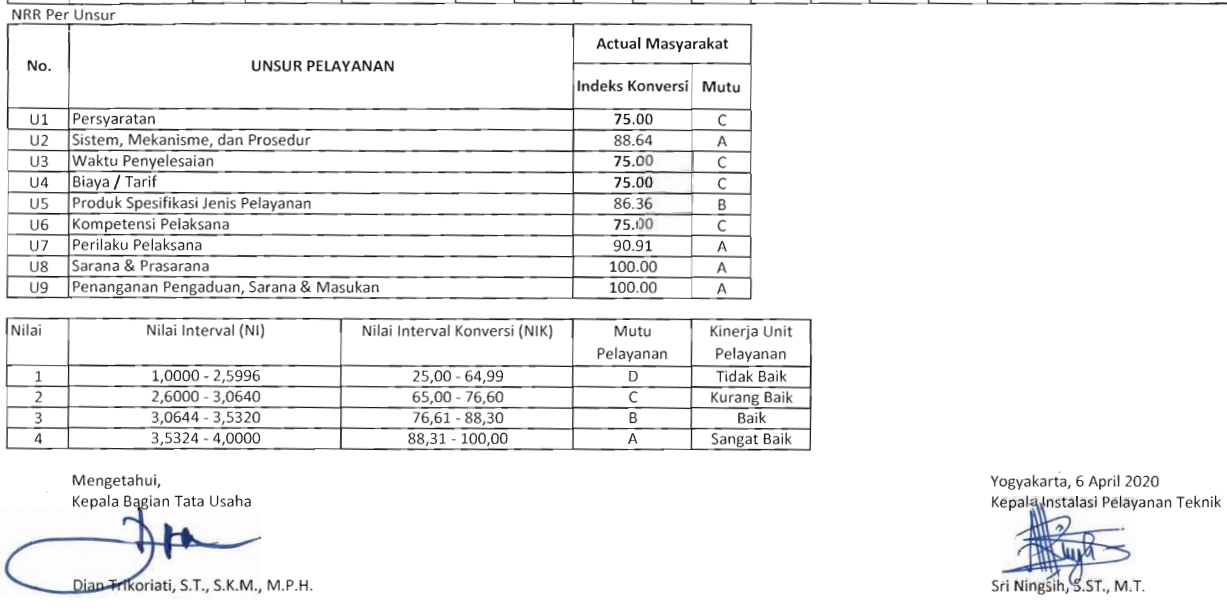 NRR Per Unsur
No. UNSUR PELAYANAN Actual Masyarakat
Indeks Konversi Mutu
U1 Persyaratan 75.00 C
U2 Sistem, Mekanisme, dan Prosedur 88.64 A
U3 Waktu Penyelesaian 75.00 C
U4 Biaya / Tarif 75.00 C
U5 Produk Spesifikasi Jenis Pelayanan 86.36 B
U6 Kompetensi Pelaksana 75.00 C
U7 Perilaku Pelaksana 90.91 A
U8 Sarana & Prasarana 100.00 A
U9 Penanganan Pengaduan, Sarana & Masukan 100.00 A
Nilai Nilai Interval (NI) Nilai Interval Konversi (NIK) Mutu Kinerja Unit
Pelayanan Pelayanan
1 1,0000 - 2,5996 25,00 - 64,99 D Tidak Baik
2 2,6000 - 3,0640 65,00 - 76,60 C Kurang Baik
3 3,0644 - 3,5320 76,61 - 88,30 B Baik
4 3,5324 - 4,0000 88,31 - 100,00 A Sangat Baik
Mengetahui, Yogyakarta, 6 April 2020
Kepala Bagian Tata Usaha Kepala Instalasi Pelayanan Teknik
Dian Trikoriati, S.T., S.K.M., M.P.H. Sri Ningsih, S.ST., M.T.